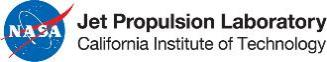 NASA
Jet Propulsion Laboratory
California Institute of Technology